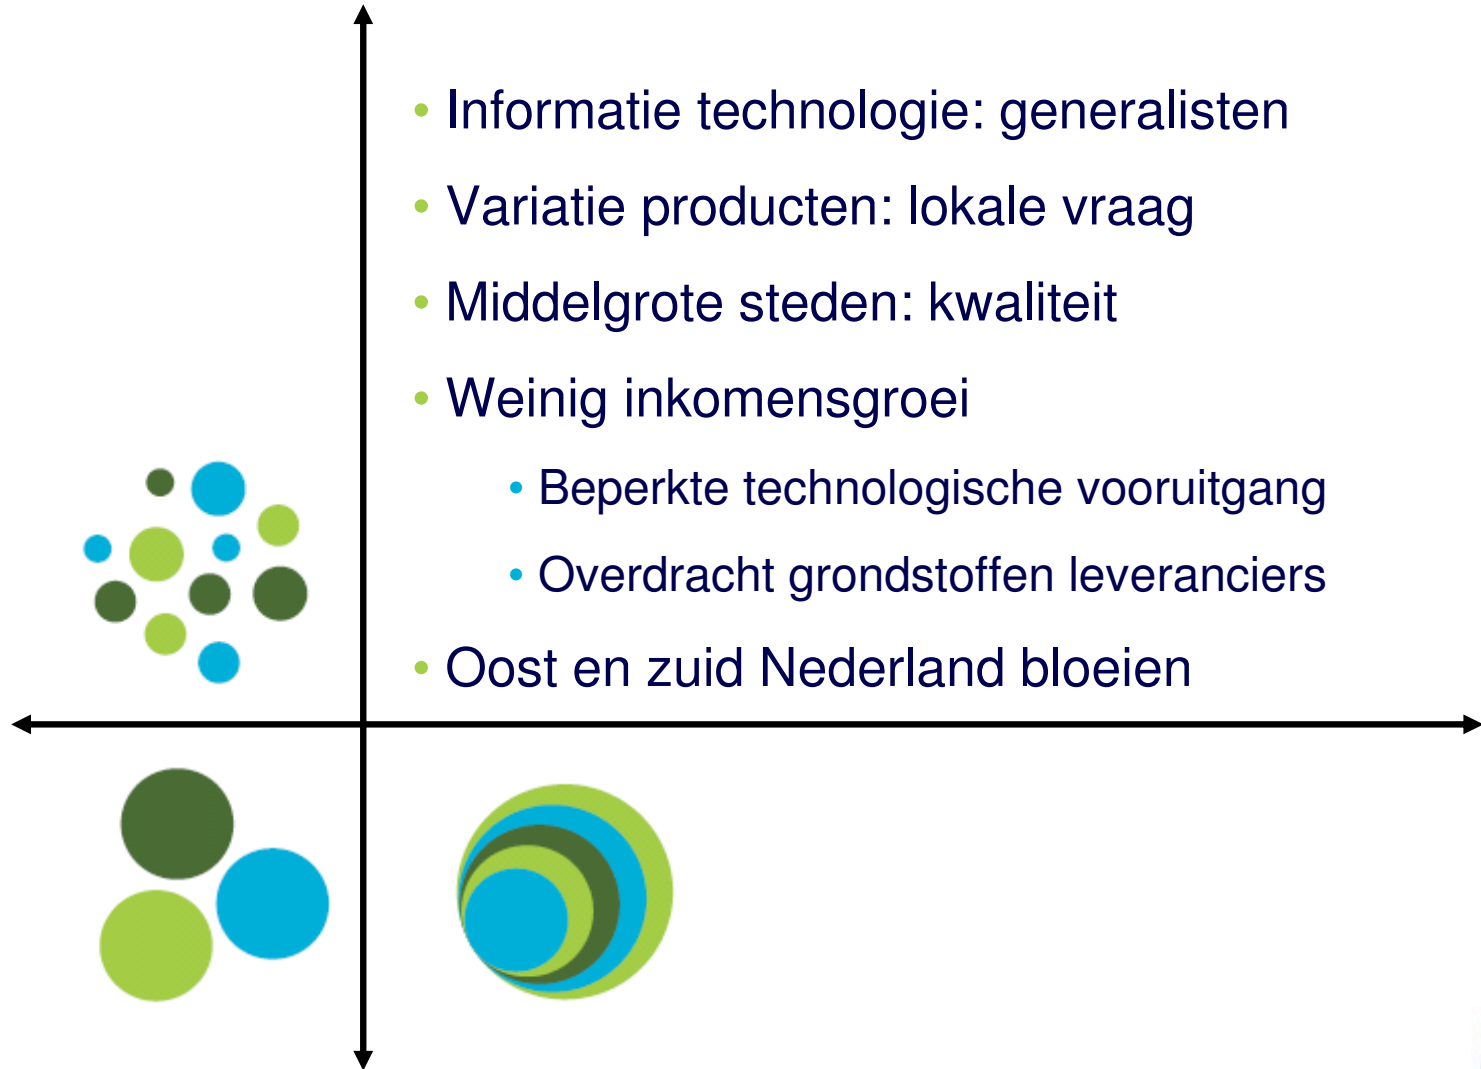 • Informatie technologie: generalisten
• Variatie producten: lokale vraag
• Middelgrote steden: kwaliteit
• Weinig inkomensgroei
• Beperkte technologische vooruitgang
• Overdracht grondstoffen leveranciers
• Oost en zuid Nederland bloeien